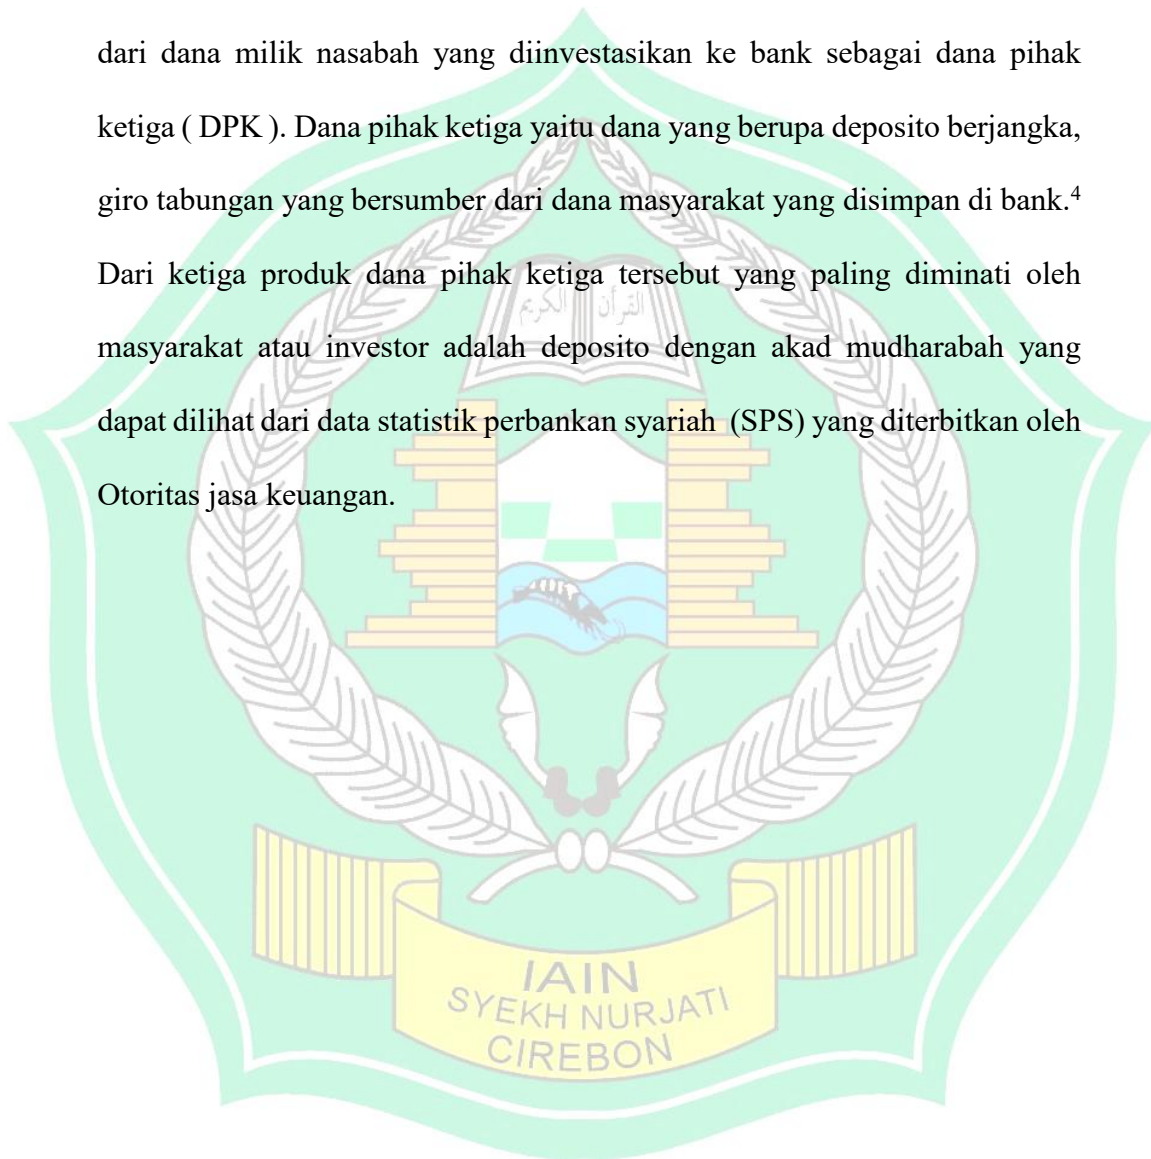 dari dana milik nasabah yang diinvestasikan ke bank sebagai dana pihak
ketiga ( DPK ). Dana pihak ketiga yaitu dana yang berupa deposito berjangka,
giro tabungan yang bersumber dari dana masyarakat yang disimpan di bank.⁴
Dari ketiga produk dana pihak ketiga tersebut yang paling diminati oleh
القرآن الكريم
masyarakat atau investor adalah deposito dengan akad mudharabah yang
dapat dilihat dari data statistik perbankan syariah (SPS) yang diterbitkan oleh
Otoritas jasa keuangan.
IAIN
SYEKH NURJATI
CIREBON